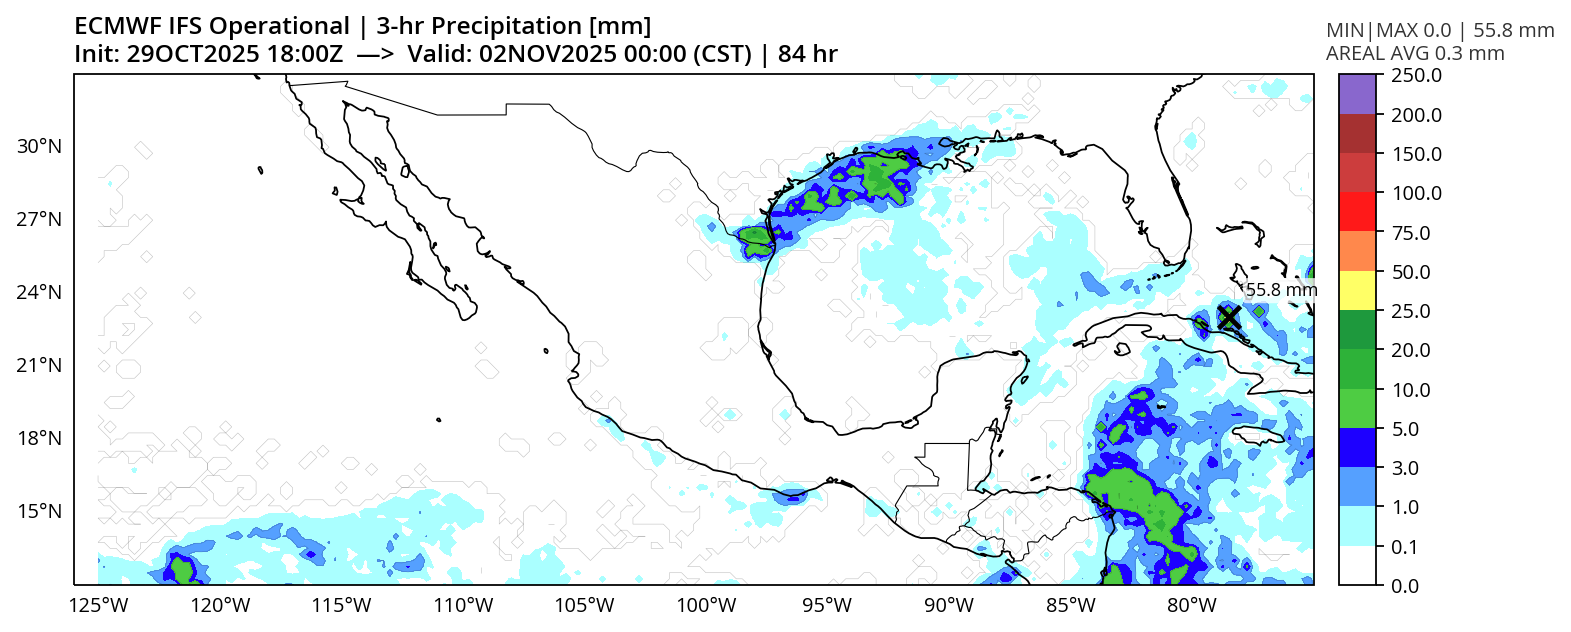 ECMWF IFS Operational | 3-hr Precipitation [mm]
Init: 29OCT2025 18:00Z —> Valid: 02NOV2025 00:00 (CST) | 84 hr
MIN|MAX 0.0 | 55.8 mm
AREAL AVG 0.3 mm
250.0
200.0
150.0
100.0
75.0
50.0
25.0
20.0
10.0
5.0
3.0
1.0
0.1
0.0
30°N
27°N
24°N
21°N
18°N
15°N
55.8 mm
125°W 120°W 115°W 110°W 105°W 100°W 95°W 90°W 85°W 80°W